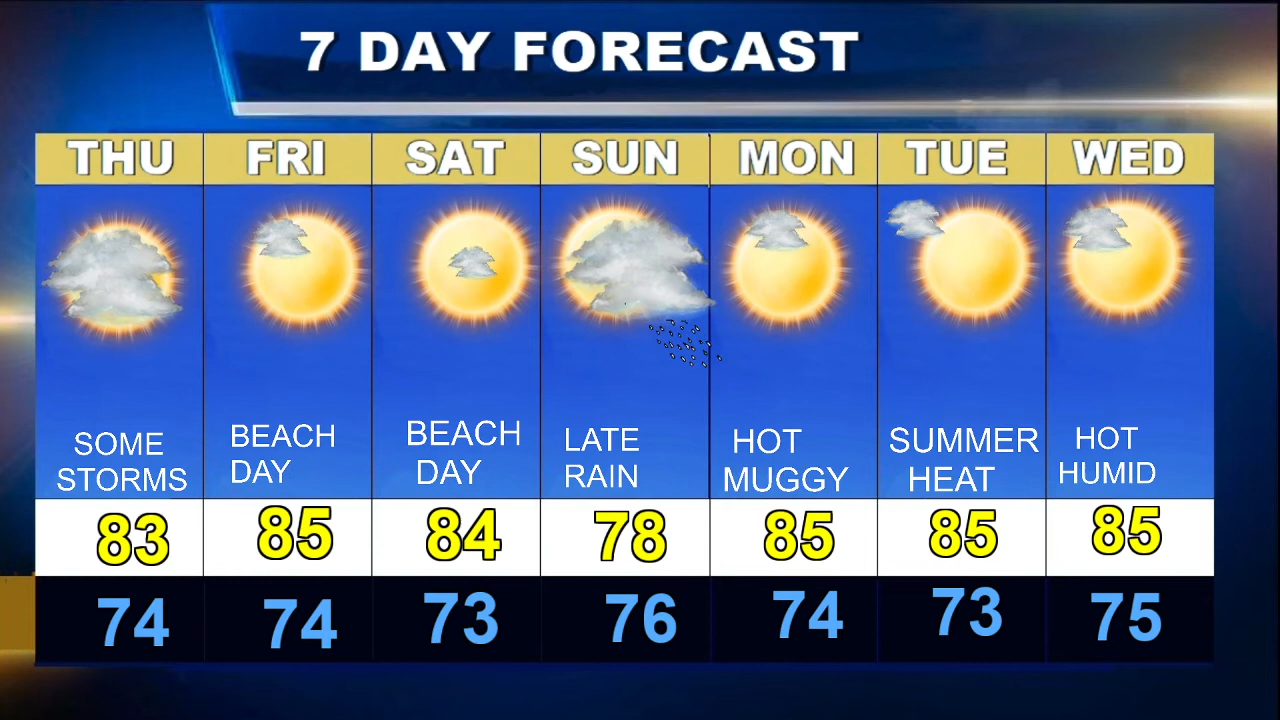 7 DAY FORECAST
THU FRI SAT SUN MON TUE WED
SOME STORMS
BEACH DAY
BEACH DAY
LATE RAIN
HOT MUGGY
SUMMER HEAT
HOT HUMID
83 85 84 78 85 85 85
74 74 73 76 74 73 75